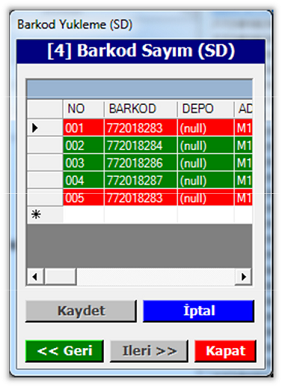 Barkod Yukleme (SD)
[4] Barkod Sayım (SD)
NO BARKOD DEPO AD
001 772018283 (null) M1
002 772018284 (null) M1
003 772018286 (null) M1
004 772018287 (null) M1
005 772018283 (null) M1
Kaydet İptal
<< Geri Ileri >> Kapat